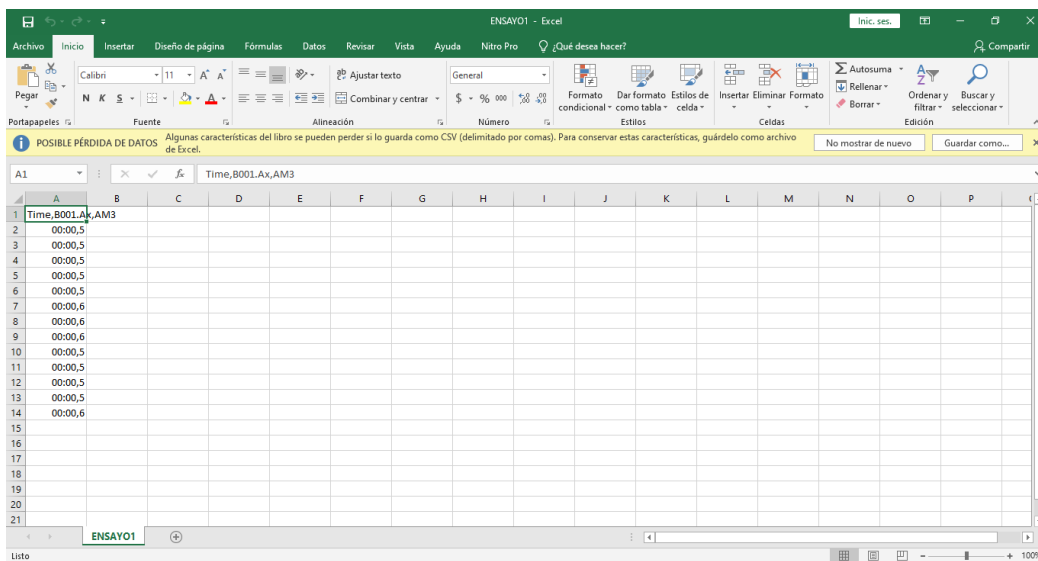 ENSAYO1 - Excel
Inic. ses.
Archivo Inicio Insertar Diseño de página Fórmulas Datos Revisar Vista Ayuda Nitro Pro ¿Qué desea hacer? Compartir
Pegar
Calibri 11 A A
N K S A
Ajustar texto
Combinar y centrar
General
$ % 000
Formato condicional
Dar formato como tabla
Estilos de celda
Insertar Eliminar Formato
Autosuma
Rellenar
Borrar
Ordenar y filtrar
Buscar y seleccionar
Portapapeles Fuente Alineación Número Estilos Celdas Edición
POSIBLE PÉRDIDA DE DATOS Algunas características del libro se pueden perder si lo guarda como CSV (delimitado por comas). Para conservar estas características, guárdelo como archivo
de Excel.
No mostrar de nuevo Guardar como...
A1 fx Time,B001.Ax,AM3
A B C D E F G H I J K L M N O P
1 Time,B001.Ax,AM3
2 00:00,5
3 00:00,5
4 00:00,5
5 00:00,5
6 00:00,5
7 00:00,6
8 00:00,6
9 00:00,6
10 00:00,5
11 00:00,5
12 00:00,5
13 00:00,5
14 00:00,6
15
16
17
18
19
20
21
ENSAYO1
Listo 100%